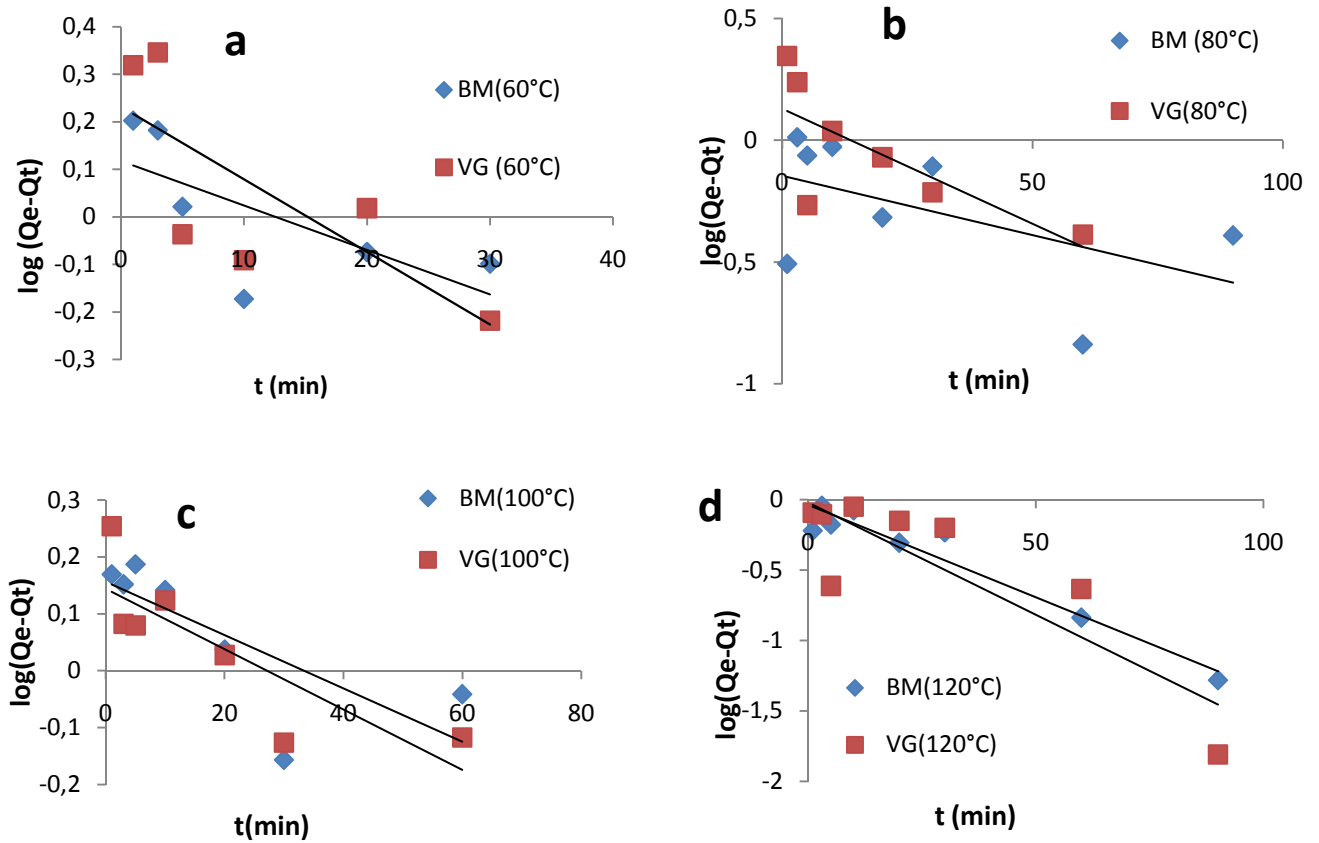 a
0,4
0,3
0,2
0,1
0
-0,1
-0,2
-0,3
0
10
20
30
40
log (Qe-Qt)
t (min)
BM(60°C)
VG (60°C)
b
0,5
0
-0,5
-1
0
50
100
log(Qe-Qt)
t (min)
BM (80°C)
VG(80°C)
c
0,3
0,2
0,1
0
-0,1
-0,2
0
20
40
60
80
log(Qe-Qt)
t(min)
BM(100°C)
VG(100°C)
d
0
-0,5
-1
-1,5
-2
0
50
100
log(Qe-Qt)
t (min)
BM(120°C)
VG(120°C)